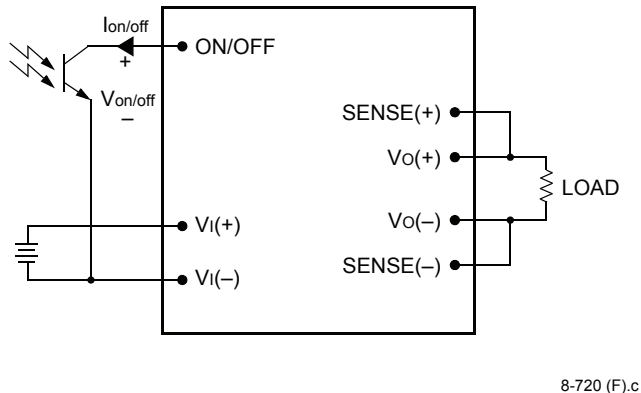 Ion/off
+
ON/OFF
Von/off
–
SENSE(+)
VO(+)
LOAD
VI(+)
VO(–)
VI(–)
SENSE(–)
8-720 (F).c